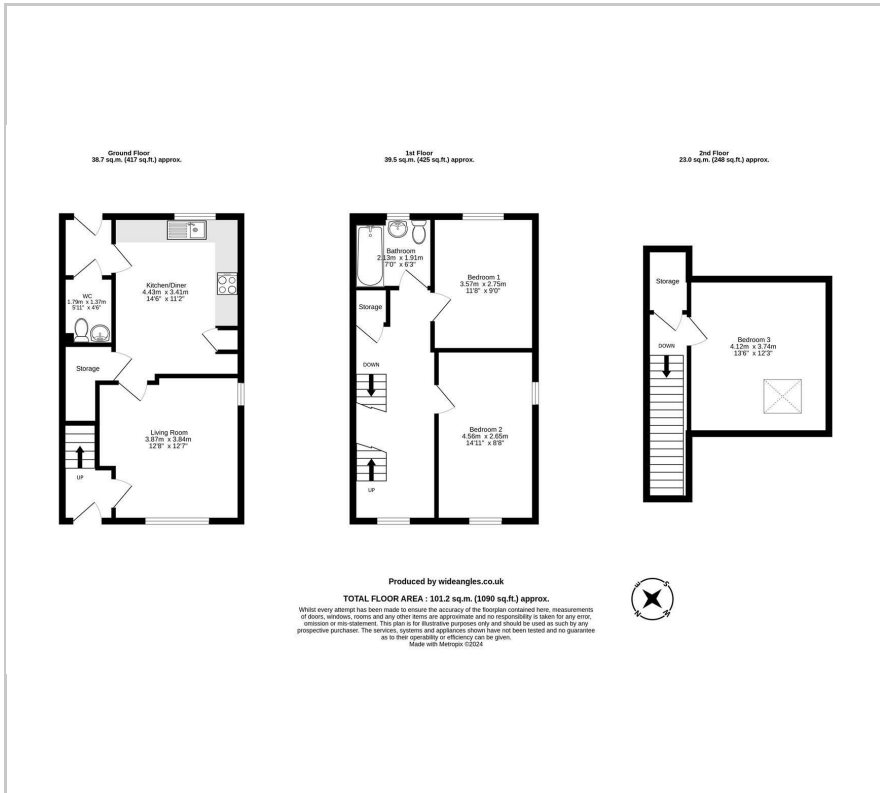 Ground Floor
38.7 sq.m. (417 sq.ft.) approx.
1st Floor
39.5 sq.m. (425 sq.ft.) approx.
2nd Floor
23.0 sq.m. (248 sq.ft.) approx.
Kitchen/Diner
4.43m x 3.41m
14'6" x 11'2"
WC
1.79m x 1.37m
5'11" x 4'6"
Storage
Living Room
3.87m x 3.84m
12'8" x 12'7"
UP
Bathroom
2.13m x 1.91m
7'0" x 6'3"
Bedroom 1
3.57m x 2.75m
11'8" x 9'0"
Storage
DOWN
Bedroom 2
4.56m x 2.65m
14'11" x 8'8"
UP
Storage
DOWN
Bedroom 3
4.12m x 3.74m
13'6" x 12'3"
Produced by wideangles.co.uk
TOTAL FLOOR AREA : 101.2 sq.m. (1090 sq.ft.) approx.
Whilst every attempt has been made to ensure the accuracy of the floorplan contained here, measurements
of doors, windows, rooms and any other items are approximate and no responsibility is taken for any error,
omission or mis-statement. This plan is for illustrative purposes only and should be used as such by any
prospective purchaser. The services, systems and appliances shown have not been tested and no guarantee
as to their operability or efficiency can be given.
Made with Metropix ©2024
E
S
N
W